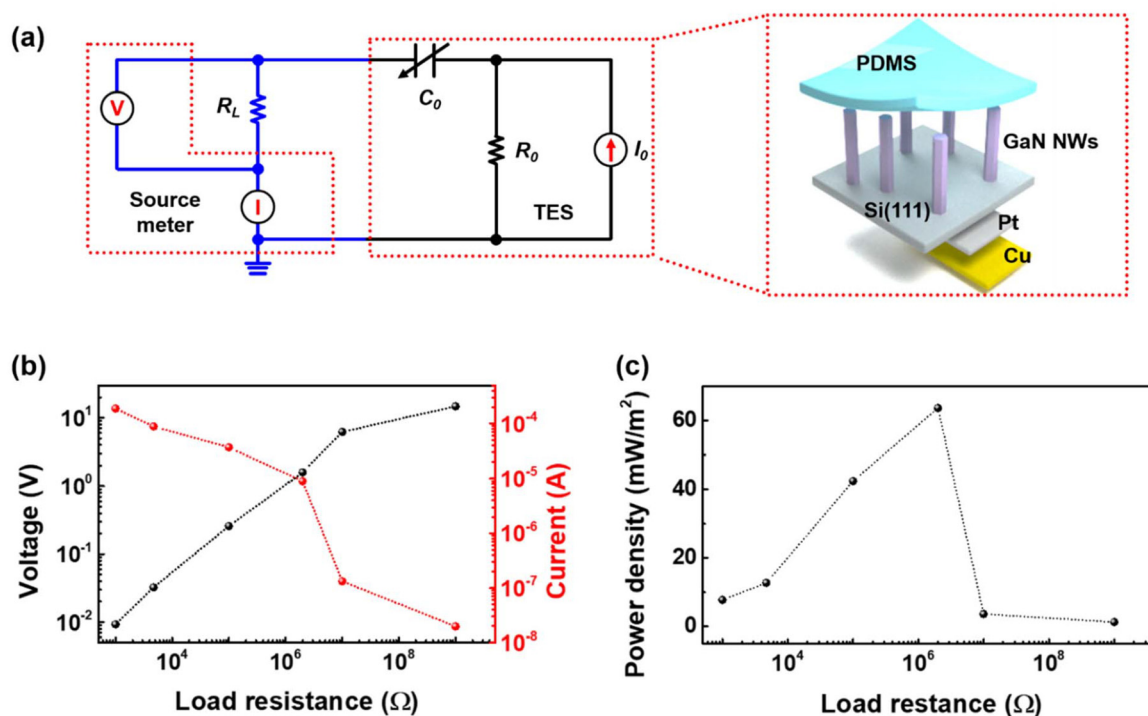 (a)
V
R_L
I
Source
meter
C_0
R_0
I_0
TES
PDMS
GaN NWs
Si(111)
Pt
Cu
(b)
Voltage (V)
10^1
10^0
10^-1
10^-2
10^4
10^6
10^8
Load resistance (Ω)
10^-4
10^-5
10^-6
10^-7
10^-8
Current (A)
(c)
Power density (mW/m^2)
60
40
20
0
10^4
10^6
10^8
Load restance (Ω)